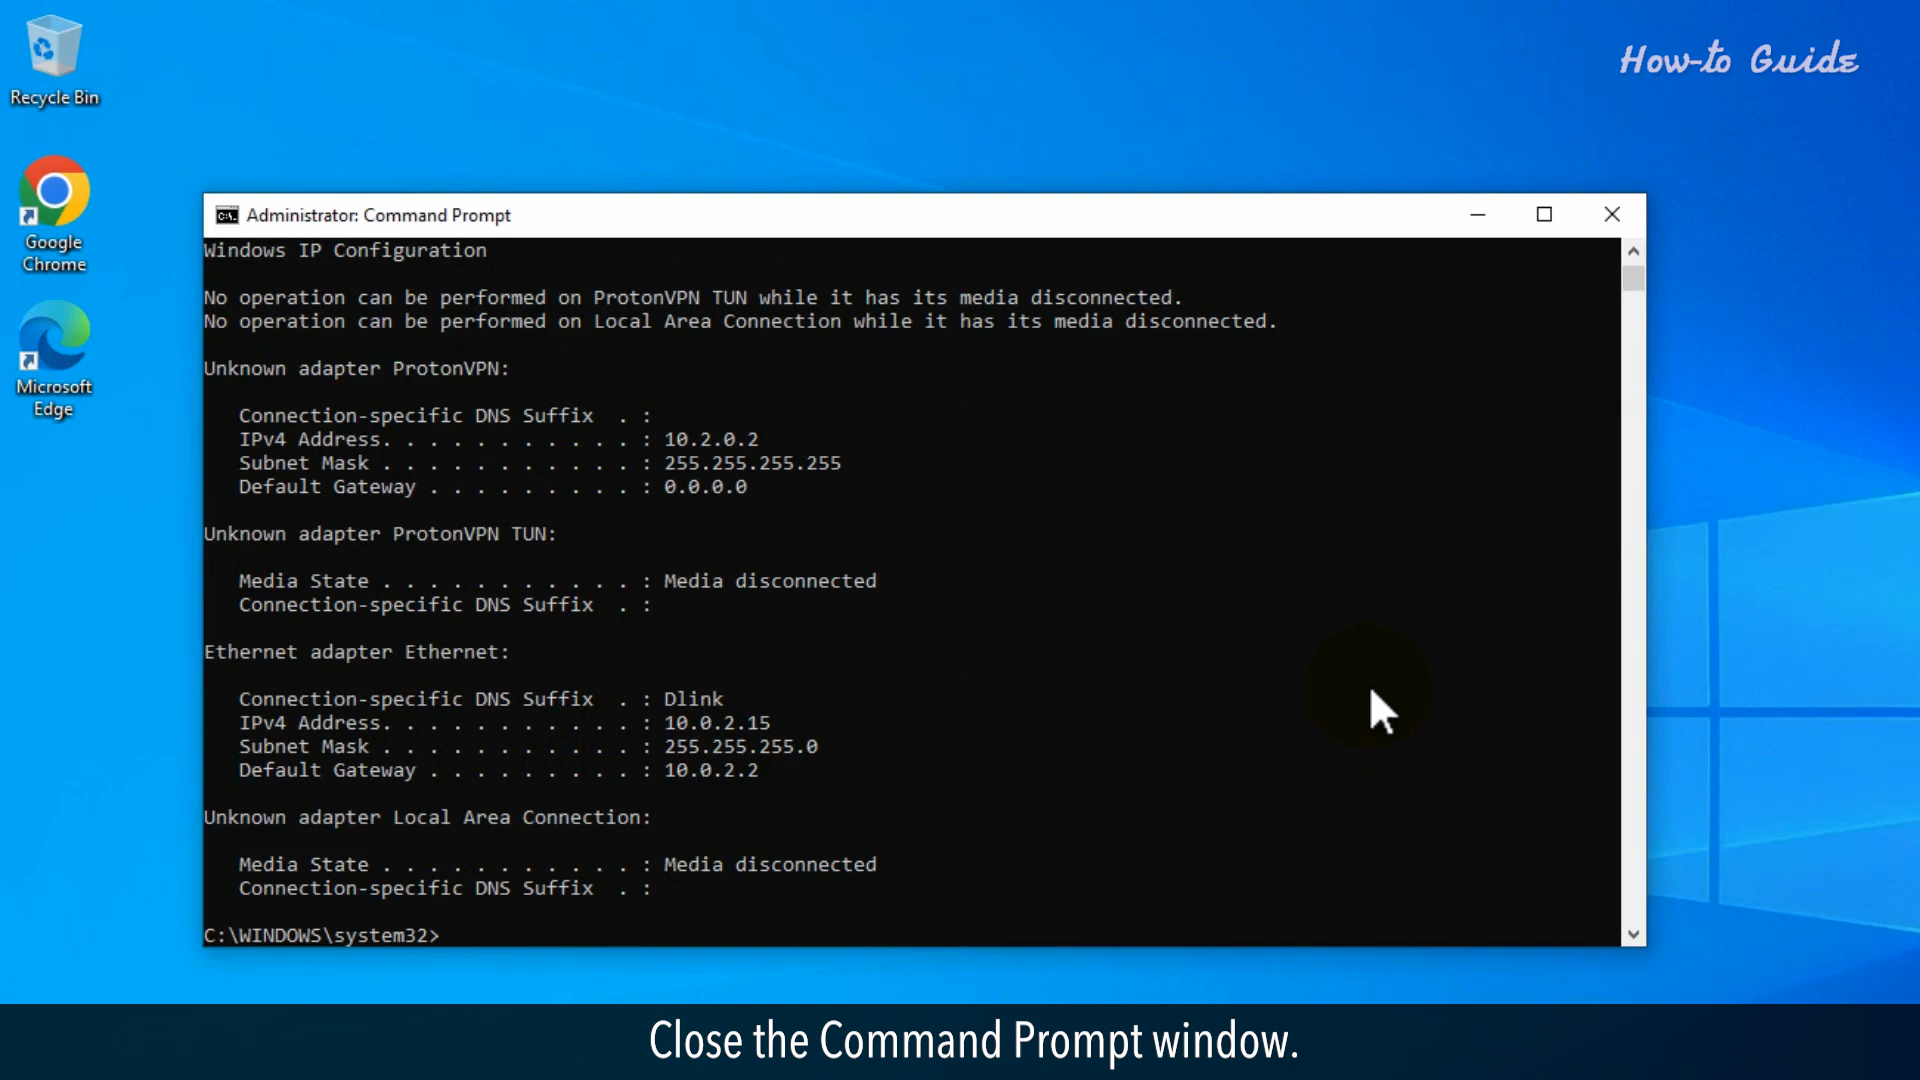 How-to Guide
Recycle Bin
Google
Chrome
Microsoft
Edge
Administrator: Command Prompt
Windows IP Configuration
No operation can be performed on ProtonVPN TUN while it has its media disconnected.
No operation can be performed on Local Area Connection while it has its media disconnected.
Unknown adapter ProtonVPN:
Connection-specific DNS Suffix  . :
IPv4 Address. . . . . . . . . . . : 10.2.0.2
Subnet Mask . . . . . . . . . . . : 255.255.255.255
Default Gateway . . . . . . . . . : 0.0.0.0
Unknown adapter ProtonVPN TUN:
Media State . . . . . . . . . . . : Media disconnected
Connection-specific DNS Suffix  . :
Ethernet adapter Ethernet:
Connection-specific DNS Suffix  . : Dlink
IPv4 Address. . . . . . . . . . . : 10.0.2.15
Subnet Mask . . . . . . . . . . . : 255.255.255.0
Default Gateway . . . . . . . . . : 10.0.2.2
Unknown adapter Local Area Connection:
Media State . . . . . . . . . . . : Media disconnected
Connection-specific DNS Suffix  . :
C:\WINDOWS\system32>
Close the Command Prompt window.